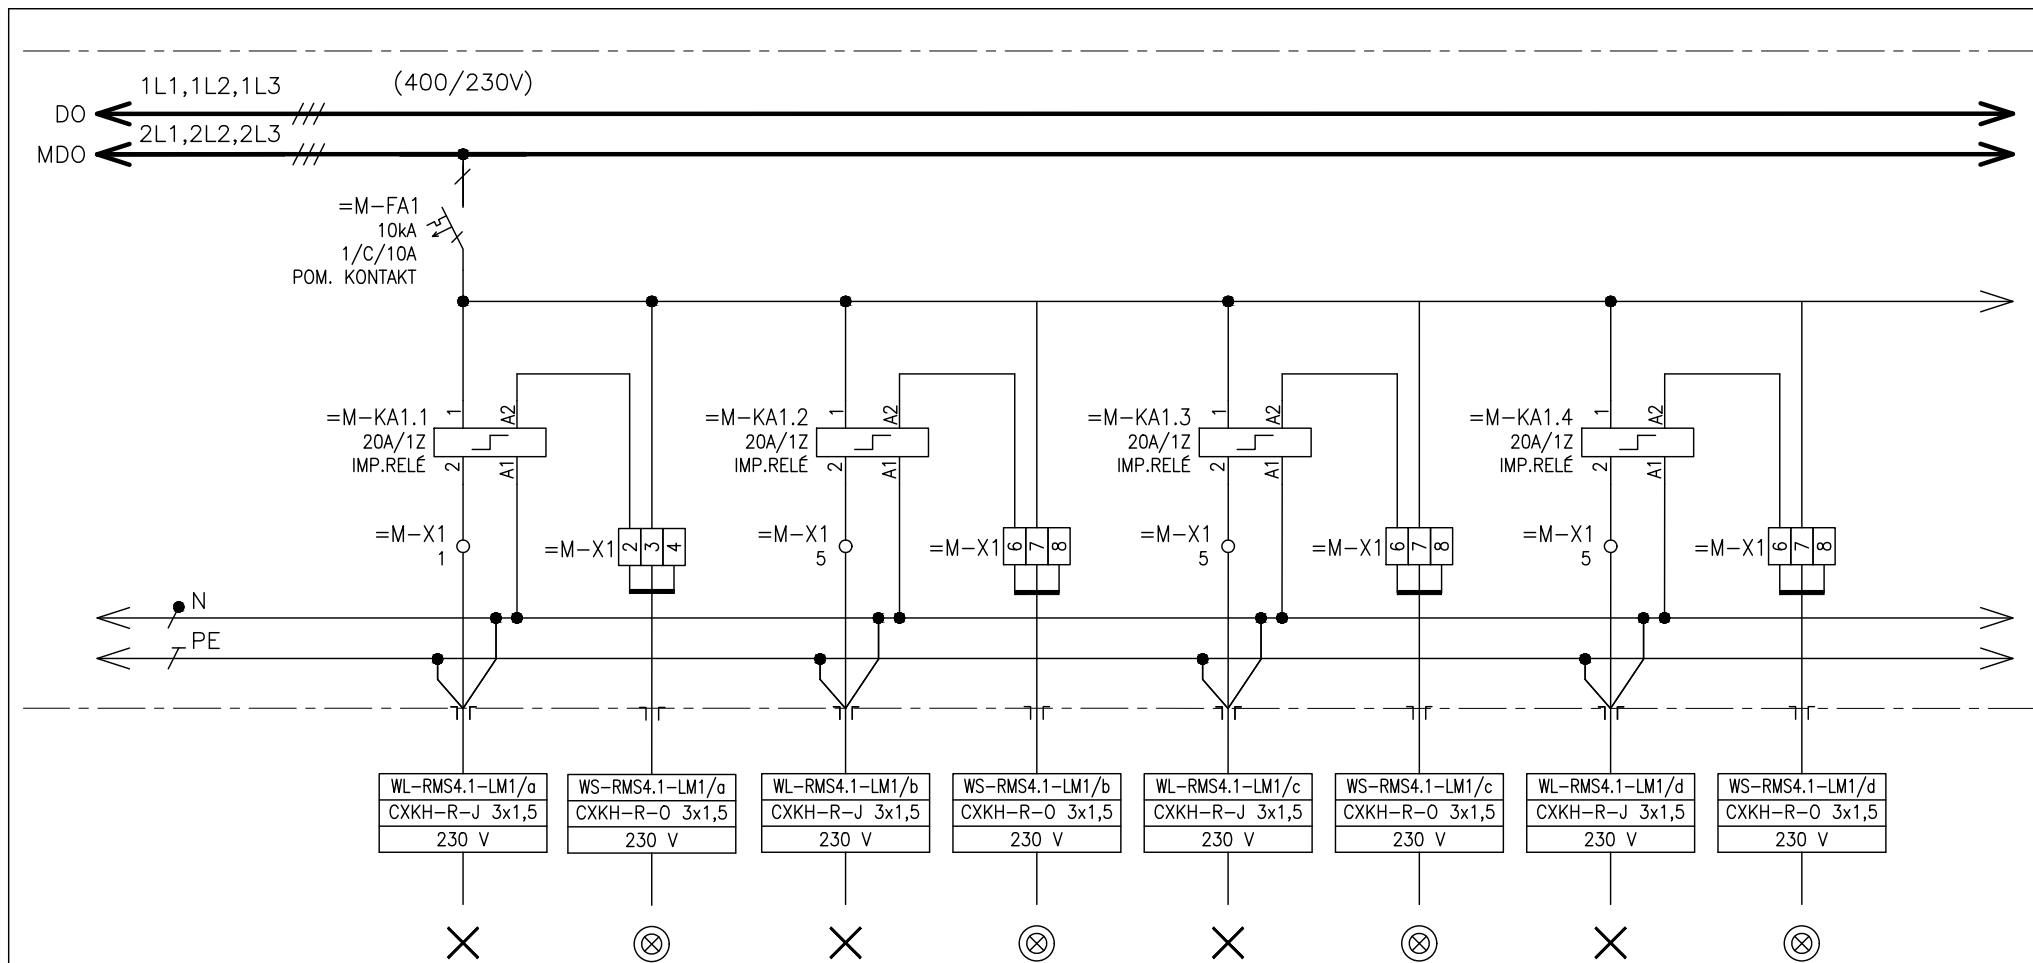 1L1,1L2,1L3 (400/230V)
DO
2L1,2L2,2L3
MDO
=M-FA1
10kA
1/C/10A
POM. KONTAKT
=M-KA1.1
20A/1Z
IMP.RELÉ
1
A2
2
A1
=M-KA1.2
20A/1Z
IMP.RELÉ
1
A2
2
A1
=M-KA1.3
20A/1Z
IMP.RELÉ
1
A2
2
A1
=M-KA1.4
20A/1Z
IMP.RELÉ
1
A2
2
A1
=M-X1
1
=M-X1 2 3 4
=M-X1
5
=M-X1 6 7 8
=M-X1
5
=M-X1 6 7 8
=M-X1
5
=M-X1 6 7 8
N
PE
WL-RMS4.1-LM1/a
CXKH-R-J 3x1,5
230 V
WS-RMS4.1-LM1/a
CXKH-R-O 3x1,5
230 V
WL-RMS4.1-LM1/b
CXKH-R-J 3x1,5
230 V
WS-RMS4.1-LM1/b
CXKH-R-O 3x1,5
230 V
WL-RMS4.1-LM1/c
CXKH-R-J 3x1,5
230 V
WS-RMS4.1-LM1/c
CXKH-R-O 3x1,5
230 V
WL-RMS4.1-LM1/d
CXKH-R-J 3x1,5
230 V
WS-RMS4.1-LM1/d
CXKH-R-O 3x1,5
230 V